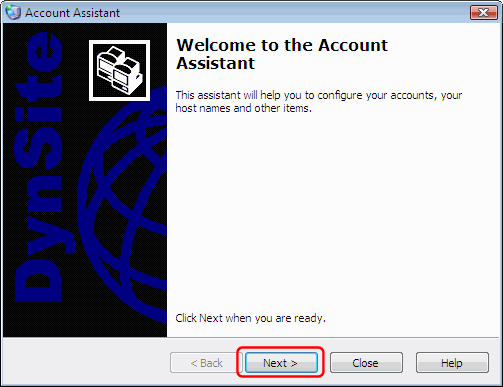 Account Assistant
DynSite
Welcome to the Account
Assistant
This assistant will help you to configure your accounts, your
host names and other items.
Click Next when you are ready.
< Back
Next >
Close
Help